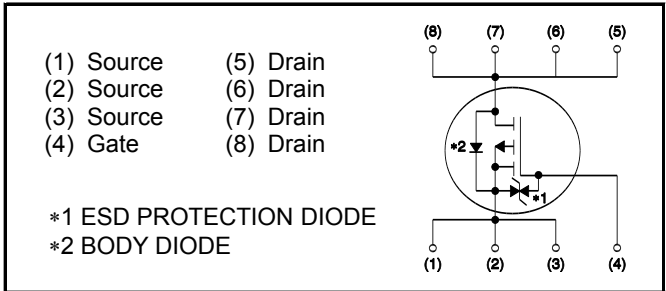 (1) Source (5) Drain
(2) Source (6) Drain
(3) Source (7) Drain
(4) Gate (8) Drain
∗1 ESD PROTECTION DIODE
∗2 BODY DIODE
(8) (7) (6) (5)
∗2
∗1
(1) (2) (3) (4)